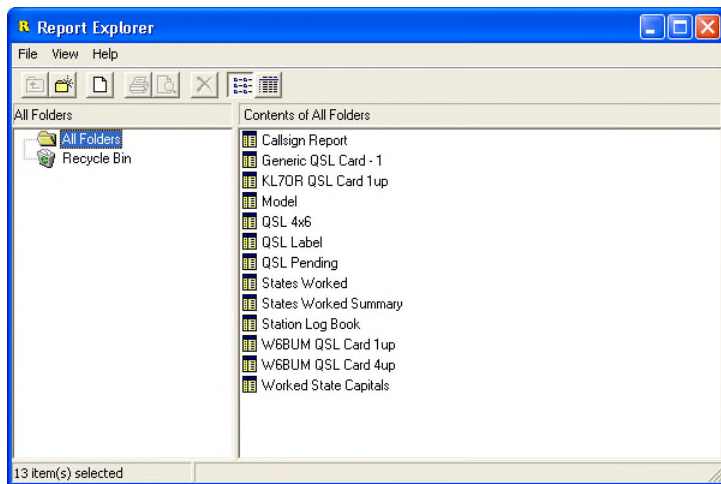 Report Explorer
File View Help
All Folders
Contents of All Folders
All Folders
Recycle Bin
Callsign Report
Generic QSL Card - 1
KL7OR QSL Card 1up
Model
QSL 4x6
QSL Label
QSL Pending
States Worked
States Worked Summary
Station Log Book
W6BUM QSL Card 1up
W6BUM QSL Card 4up
Worked State Capitals
13 item(s) selected